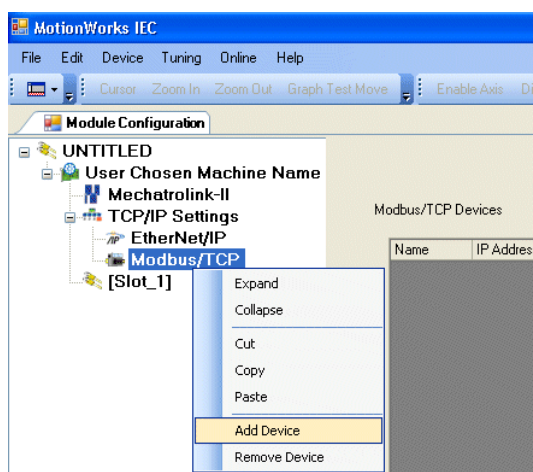 MotionWorks IEC
File Edit Device Tuning Online Help
Cursor Zoom In Zoom Out Graph Test Move Enable Axis
Module Configuration
UNTITLED
User Chosen Machine Name
Mechatrolink-II
TCP/IP Settings
EtherNet/IP
Modbus/TCP
[Slot_1]
Modbus/TCP Devices
Name IP Addres
Expand
Collapse
Cut
Copy
Paste
Add Device
Remove Device